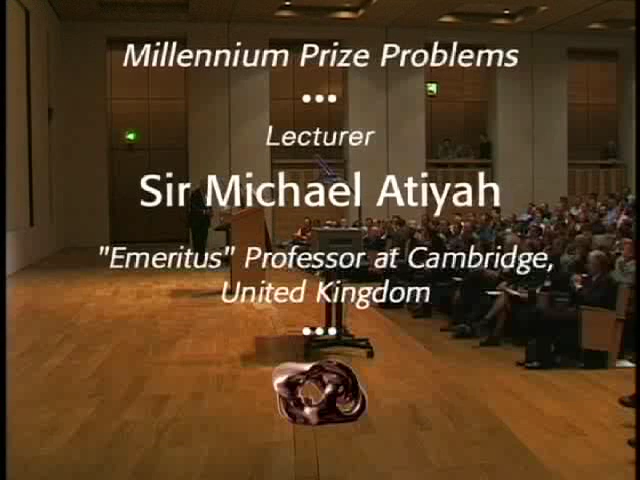 Millennium Prize Problems
•••
Lecturer
Sir Michael Atiyah
"Emeritus" Professor at Cambridge,
United Kingdom
•••